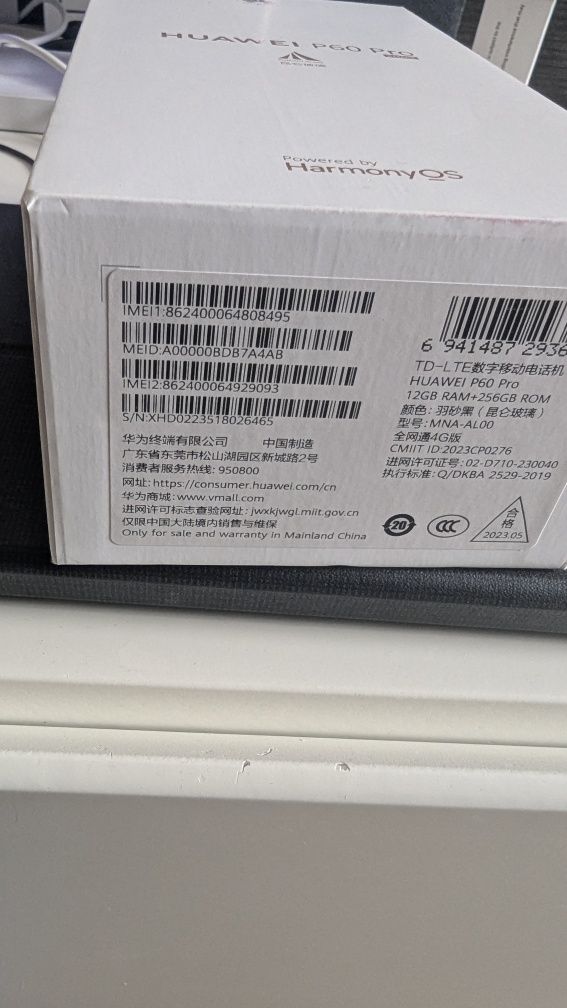 HUAWEI P60 Pro
Powered by
HarmonyOS
IMEI1:862400064808495
MEID:A00000BDB7A4AB
IMEI2:862400064929093
S/N:XHD0223518026465
华为终端有限公司 中国制造
广东省东莞市松山湖园区新城路2号
消费者服务热线: 950800
网址: https://consumer.huawei.com/cn
华为商城: www.vmall.com
进网许可标志查验网址: jwxkjwgl.miit.gov.cn
仅限中国大陆境内销售与维保
Only for sale and warranty in Mainland China
6 941487 2936
TD-LTE数字移动电话机
HUAWEI P60 Pro
12GB RAM+256GB ROM
颜色: 羽砂黑（昆仑玻璃）
型号: MNA-AL00
全网通4G版
CMIIT ID:2023CP0276
进网许可证号: 02-D710-230040
执行标准: Q/DKBA 2529-2019
20
CCC
合格
2023.05